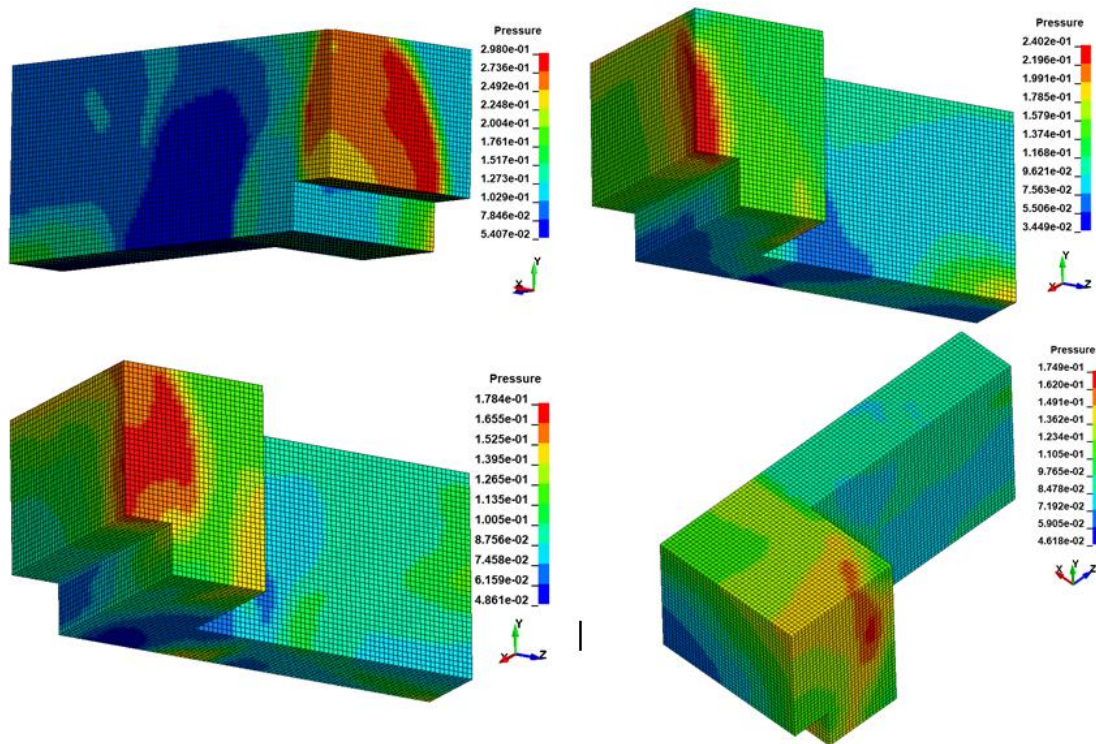 Pressure
2.980e-01
2.736e-01
2.492e-01
2.248e-01
2.004e-01
1.761e-01
1.517e-01
1.273e-01
1.029e-01
7.846e-02
5.407e-02
Y
X
Pressure
2.402e-01
2.196e-01
1.991e-01
1.785e-01
1.579e-01
1.374e-01
1.168e-01
9.621e-02
7.563e-02
5.506e-02
3.449e-02
Y
X Z
Pressure
1.784e-01
1.655e-01
1.525e-01
1.395e-01
1.265e-01
1.135e-01
1.005e-01
8.756e-02
7.458e-02
6.159e-02
4.861e-02
Y
X Z
Pressure
1.749e-01
1.620e-01
1.491e-01
1.362e-01
1.234e-01
1.105e-01
9.765e-02
8.478e-02
7.192e-02
5.905e-02
4.618e-02
X Y Z